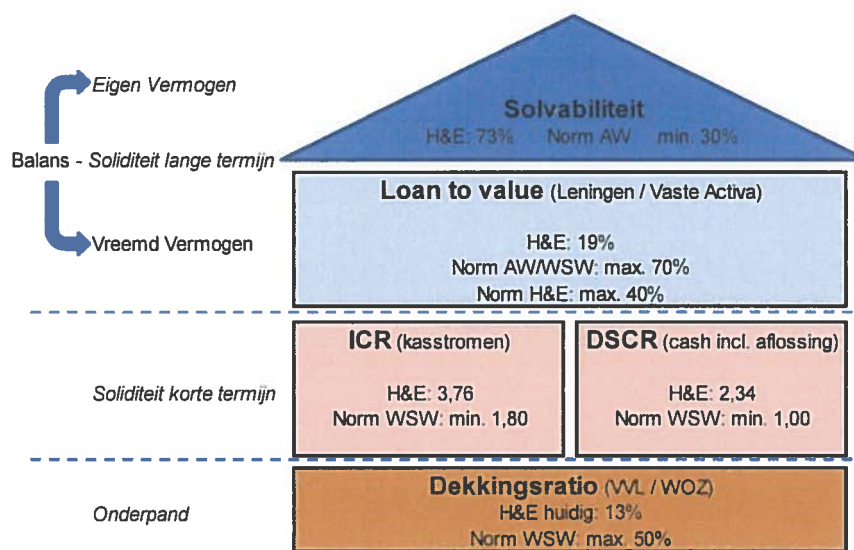 Eigen Vermogen
Balans - Soliditeit lange termijn
Vreemd Vermogen
Solvabiliteit
H&E: 73% Norm AW min. 30%
Loan to value (Leningen / Vaste Activa)
H&E: 19%
Norm AW/WSW: max. 70%
Norm H&E: max. 40%
Soliditeit korte termijn
ICR (kasstromen)
H&E: 3,76
Norm WSW: min. 1,80
DSCR (cash incl. aflossing)
H&E: 2,34
Norm WSW: min. 1,00
Onderpand
Dekkingsratio (VVL / WOZ)
H&E huidig: 13%
Norm WSW: max. 50%